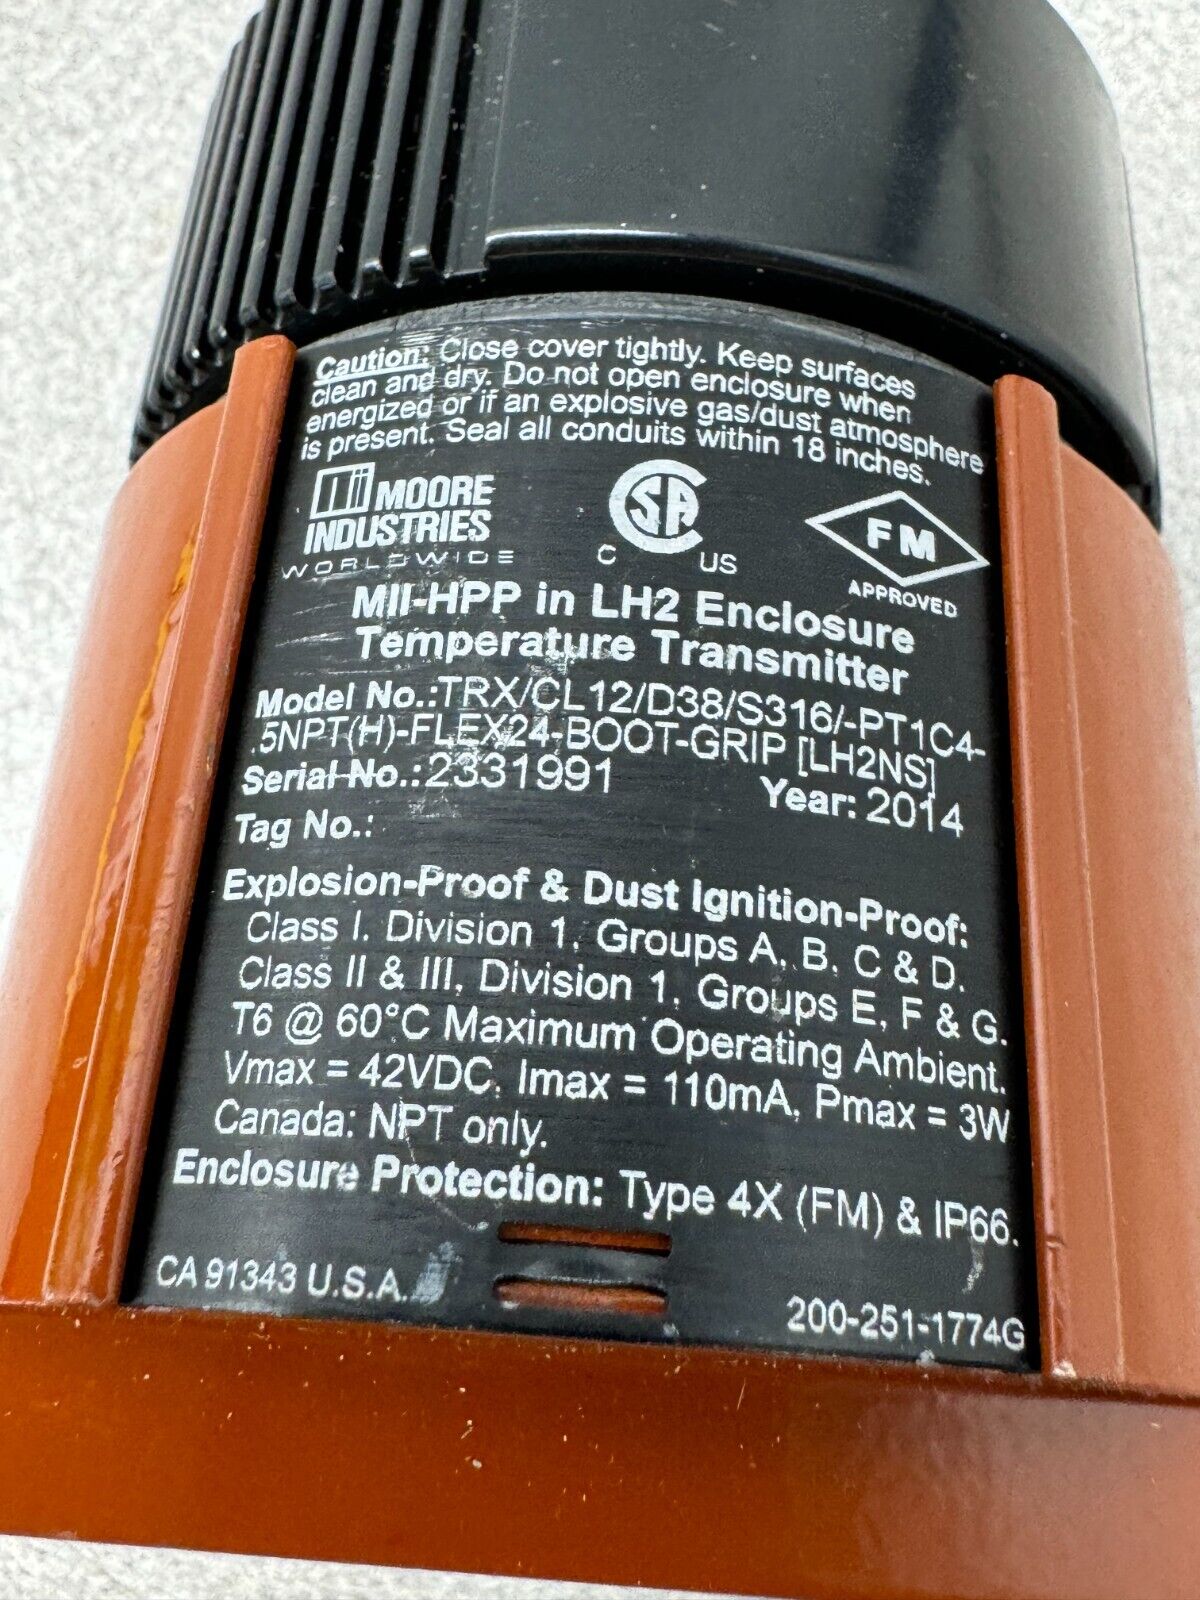 Caution: Close cover tightly. Keep surfaces
clean and dry. Do not open enclosure when
energized or if an explosive gas/dust atmosphere
is present. Seal all conduits within 18 inches.
MOORE
INDUSTRIES
WORLDWIDE
CSA
C US
FM
APPROVED
MII-HPP in LH2 Enclosure
Temperature Transmitter
Model No.:TRX/CL12/D38/S316/-PT1C4-
.5NPT(H)-FLEX24-BOOT-GRIP [LH2NS]
Serial No.:2331991 Year: 2014
Tag No.:
Explosion-Proof & Dust Ignition-Proof:
Class I, Division 1, Groups A, B, C & D.
Class II & III, Division 1, Groups E, F & G.
T6 @ 60°C Maximum Operating Ambient.
Vmax = 42VDC, Imax = 110mA, Pmax = 3W
Canada: NPT only.
Enclosure Protection: Type 4X (FM) & IP66.
CA 91343 U.S.A.
200-251-1774G